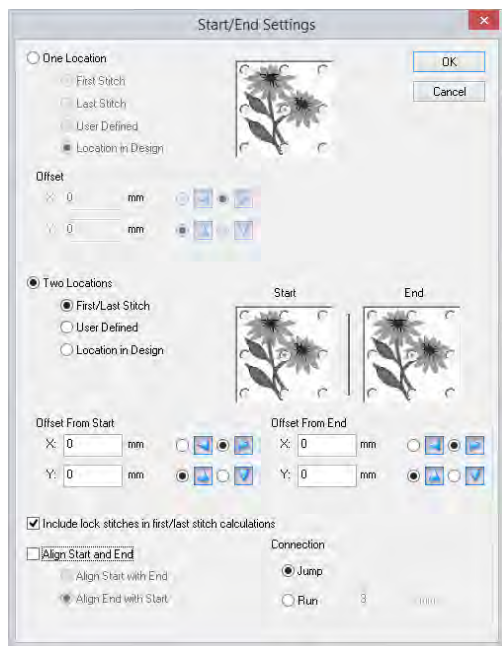 Start/End Settings
One Location
OK
First Stitch
Cancel
Last Stitch
User Defined
Location in Design
Offset
X: 0 mm
Y: 0 mm
Two Locations
Start End
First/Last Stitch
User Defined
Location in Design
Offset From Start Offset From End
X: 0 mm X: 0 mm
Y: 0 mm Y: 0 mm
Include lock stitches in first/last stitch calculations
Align Start and End Connection
Align Start with End Jump
Align End with Start Run 3 mm